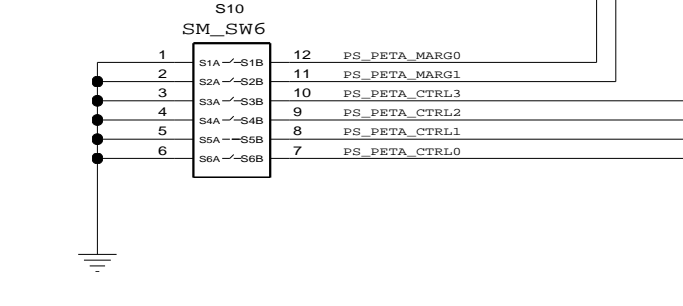 S10
SM_SW6
1 S1A S1B 12 PS_PETA_MARG0
2 S2A S2B 11 PS_PETA_MARG1
3 S3A S3B 10 PS_PETA_CTRL3
4 S4A S4B 9 PS_PETA_CTRL2
5 S5A S5B 8 PS_PETA_CTRL1
6 S6A S6B 7 PS_PETA_CTRL0